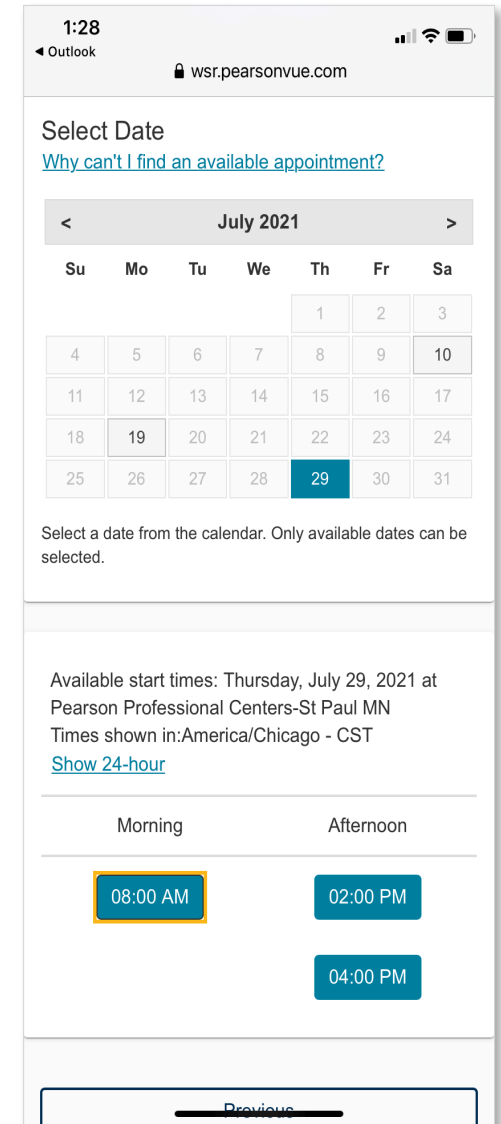 1:28
◀ Outlook
wsr.pearsonvue.com
Select Date
Why can't I find an available appointment?
< July 2021 >
Su Mo Tu We Th Fr Sa
1 2 3
4 5 6 7 8 9 10
11 12 13 14 15 16 17
18 19 20 21 22 23 24
25 26 27 28 29 30 31
Select a date from the calendar. Only available dates can be
selected.
Available start times: Thursday, July 29, 2021 at
Pearson Professional Centers-St Paul MN
Times shown in:America/Chicago - CST
Show 24-hour
Morning Afternoon
08:00 AM 02:00 PM
04:00 PM
Previous